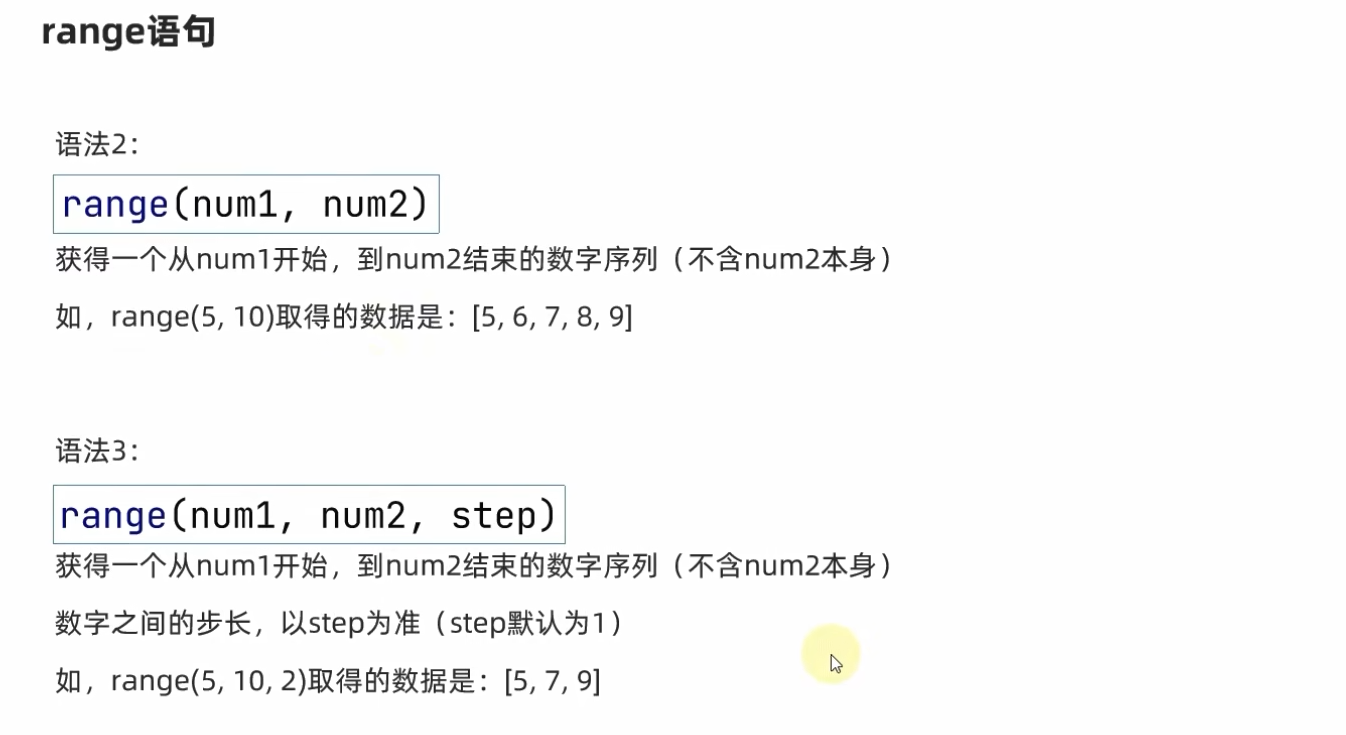 range语句
语法2：
range(num1, num2)
获得一个从num1开始，到num2结束的数字序列（不含num2本身）
如，range(5, 10)取得的数据是：[5, 6, 7, 8, 9]
语法3：
range(num1, num2, step)
获得一个从num1开始，到num2结束的数字序列（不含num2本身）
数字之间的步长，以step为准（step默认为1）
如，range(5, 10, 2)取得的数据是：[5, 7, 9]